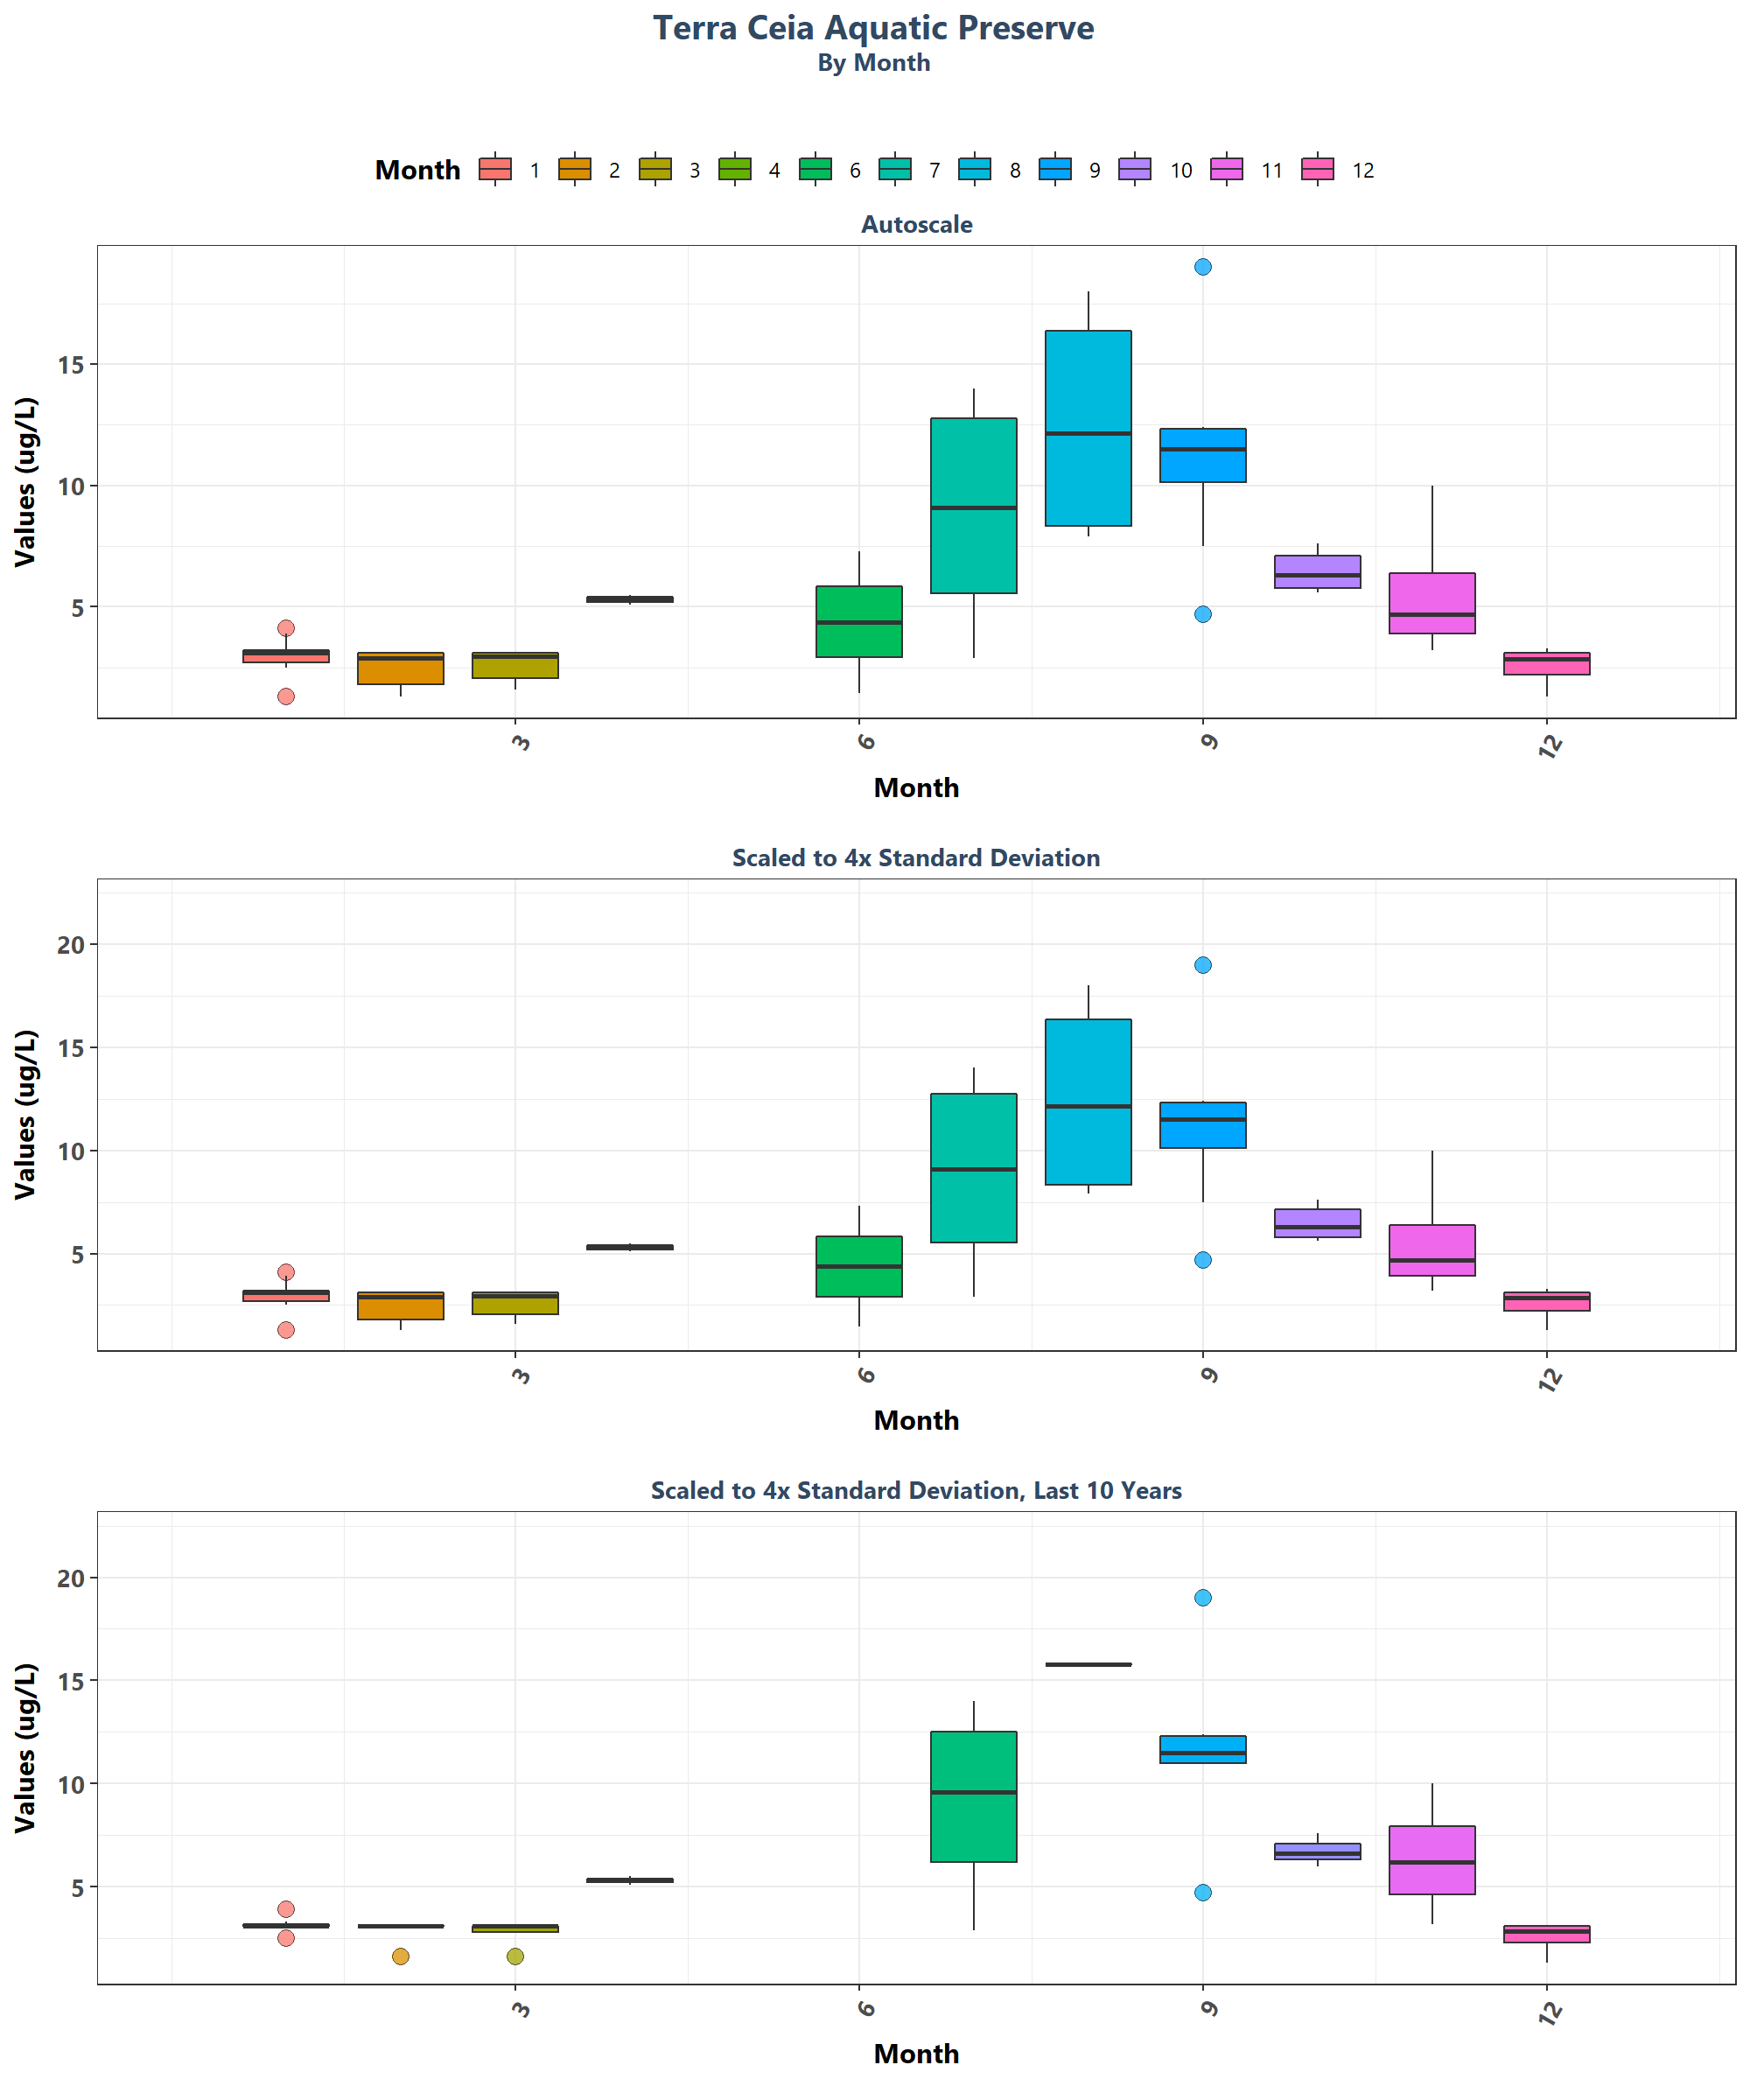 Terra Ceia Aquatic Preserve
By Month
Month 1 2 3 4 6 7 8 9 10 11 12
Autoscale
Values (ug/L)
15
10
5
3 6 9 12
Month
Scaled to 4x Standard Deviation
Values (ug/L)
20
15
10
5
3 6 9 12
Month
Scaled to 4x Standard Deviation, Last 10 Years
Values (ug/L)
20
15
10
5
3 6 9 12
Month